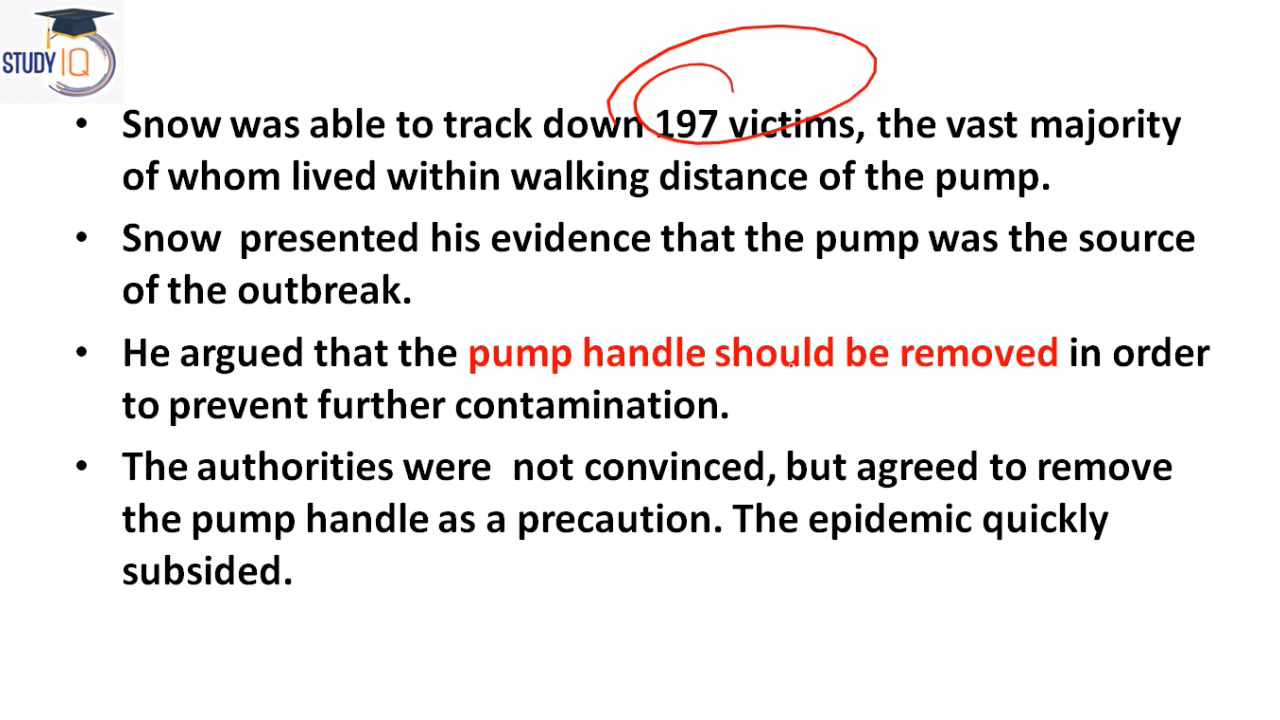 STUDY IQ
• Snow was able to track down 197 victims, the vast majority
of whom lived within walking distance of the pump.
• Snow presented his evidence that the pump was the source
of the outbreak.
• He argued that the pump handle should be removed in order
to prevent further contamination.
• The authorities were not convinced, but agreed to remove
the pump handle as a precaution. The epidemic quickly
subsided.